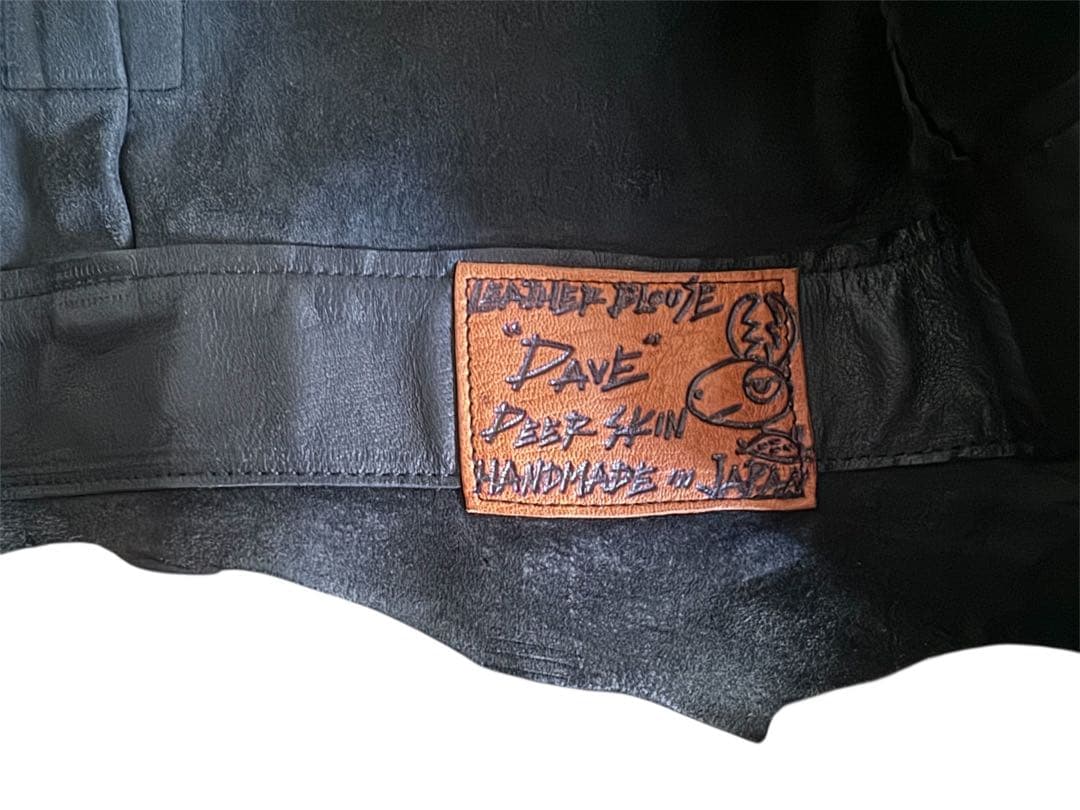 LEATHER BLOUSE
"DAVE"
DEER SKIN
HANDMADE in JAPAN